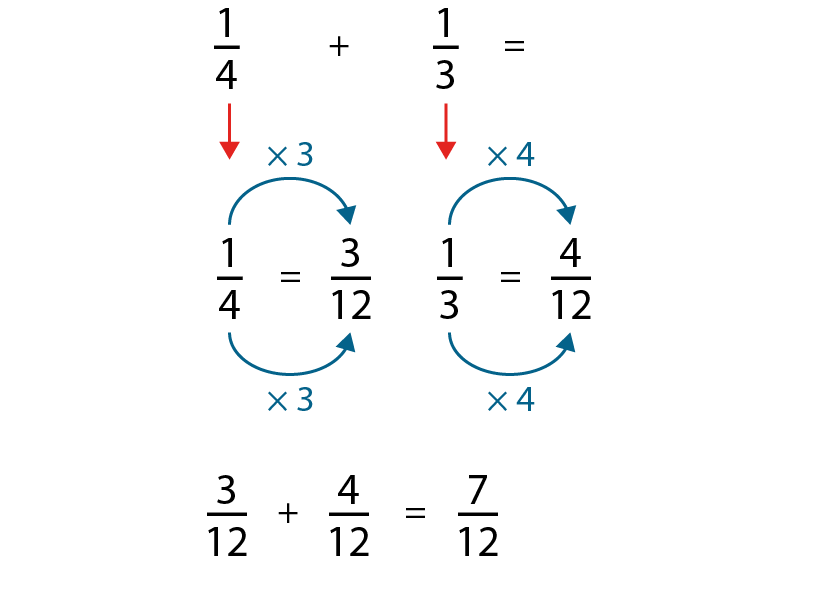 1/4 + 1/3 =
× 3 × 4
1/4 = 3/12 1/3 = 4/12
× 3 × 4
3/12 + 4/12 = 7/12